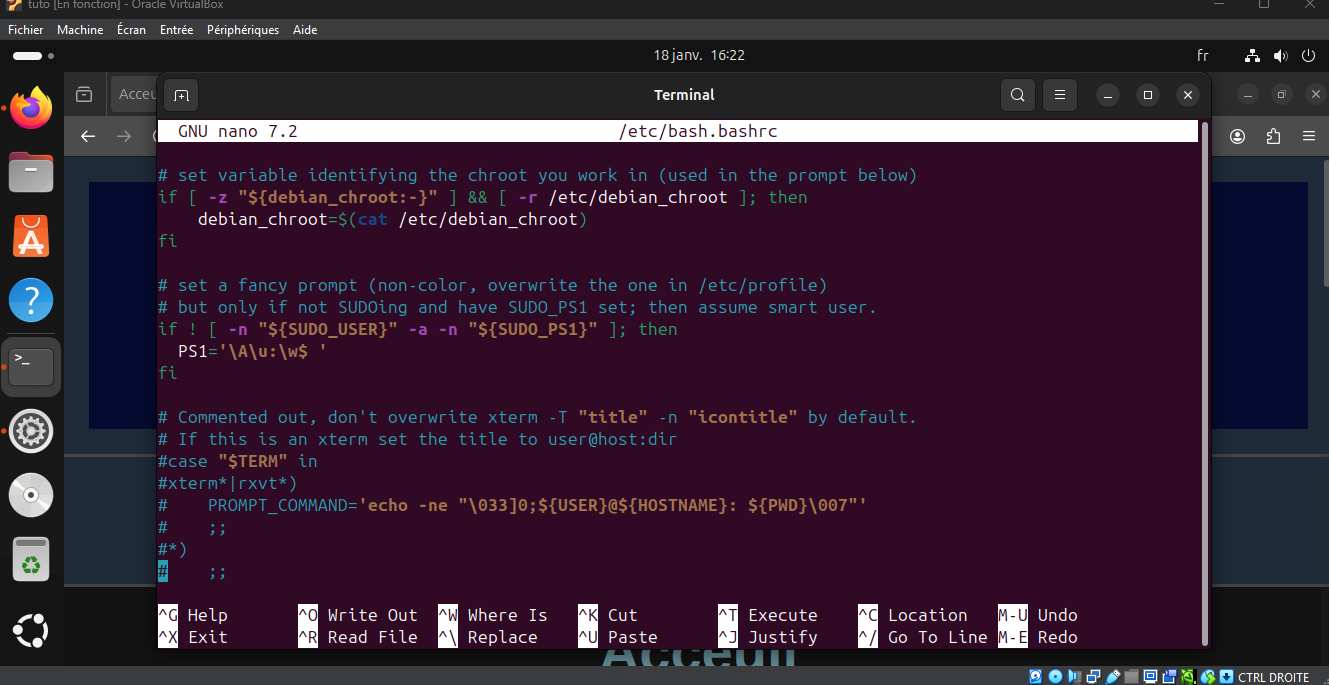 tuto [En fonction] - Oracle VirtualBox
Fichier Machine Écran Entrée Périphériques Aide
18 janv. 16:22
fr
Acceu
Terminal
GNU nano 7.2 /etc/bash.bashrc
# set variable identifying the chroot you work in (used in the prompt below)
if [ -z "${debian_chroot:-}" ] && [ -r /etc/debian_chroot ]; then
    debian_chroot=$(cat /etc/debian_chroot)
fi
# set a fancy prompt (non-color, overwrite the one in /etc/profile)
# but only if not SUDOing and have SUDO_PS1 set; then assume smart user.
if ! [ -n "${SUDO_USER}" -a -n "${SUDO_PS1}" ]; then
  PS1='\A\u:\w$ '
fi
# Commented out, don't overwrite xterm -T "title" -n "icontitle" by default.
# If this is an xterm set the title to user@host:dir
#case "$TERM" in
#xterm*|rxvt*)
#    PROMPT_COMMAND='echo -ne "\033]0;${USER}@${HOSTNAME}: ${PWD}\007"'
#    ;;
#*)
#    ;;
^G Help ^O Write Out ^W Where Is ^K Cut ^T Execute ^C Location M-U Undo
^X Exit ^R Read File ^\ Replace ^U Paste ^J Justify ^/ Go To Line M-E Redo
Acceuil
CTRL DROITE